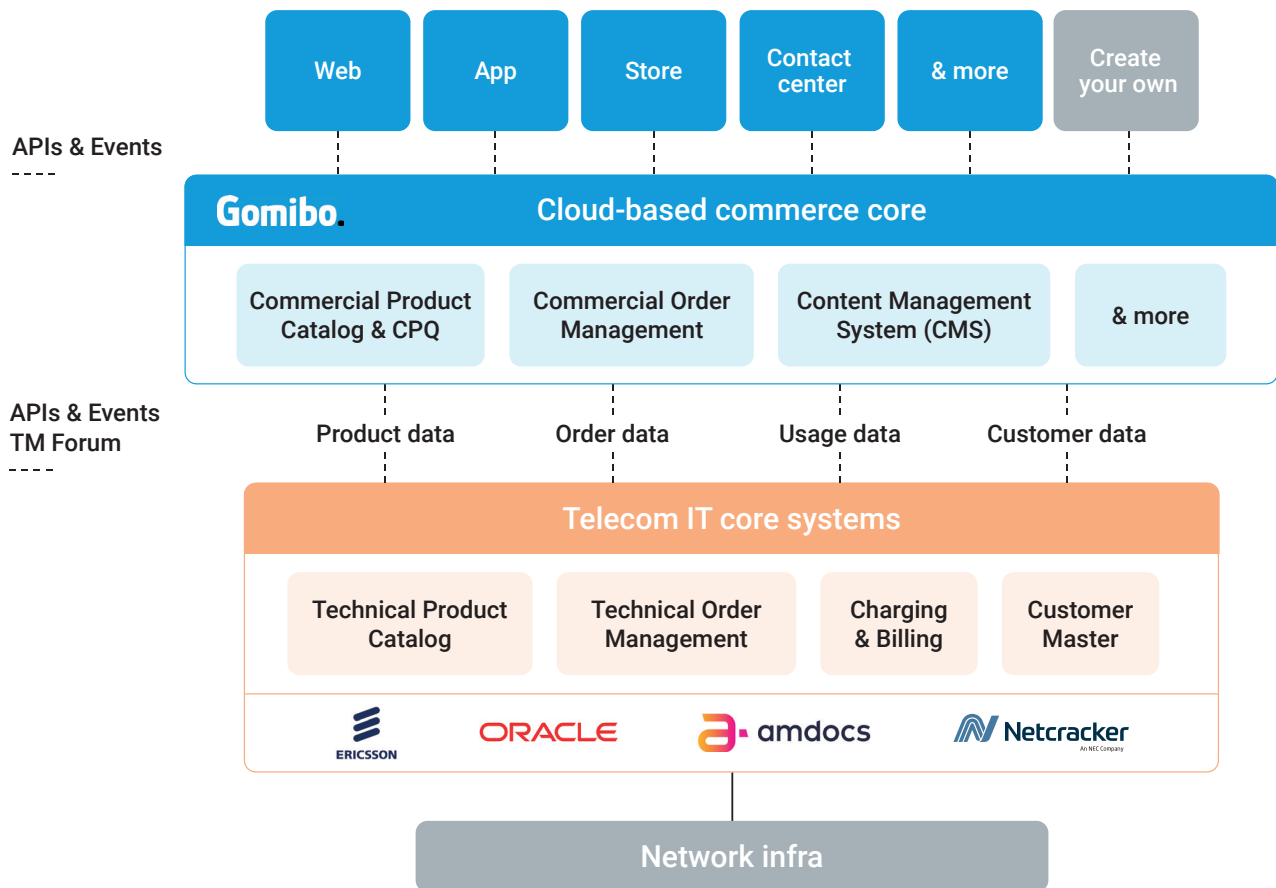 Web
App
Store
Contact
center
& more
Create
your own
APIs & Events
Gomibo.
Cloud-based commerce core
Commercial Product
Catalog & CPQ
Commercial Order
Management
Content Management
System (CMS)
& more
APIs & Events
TM Forum
Product data
Order data
Usage data
Customer data
Telecom IT core systems
Technical Product
Catalog
Technical Order
Management
Charging
& Billing
Customer
Master
ERICSSON
ORACLE
amdocs
Netcracker
An NEC Company
Network infra